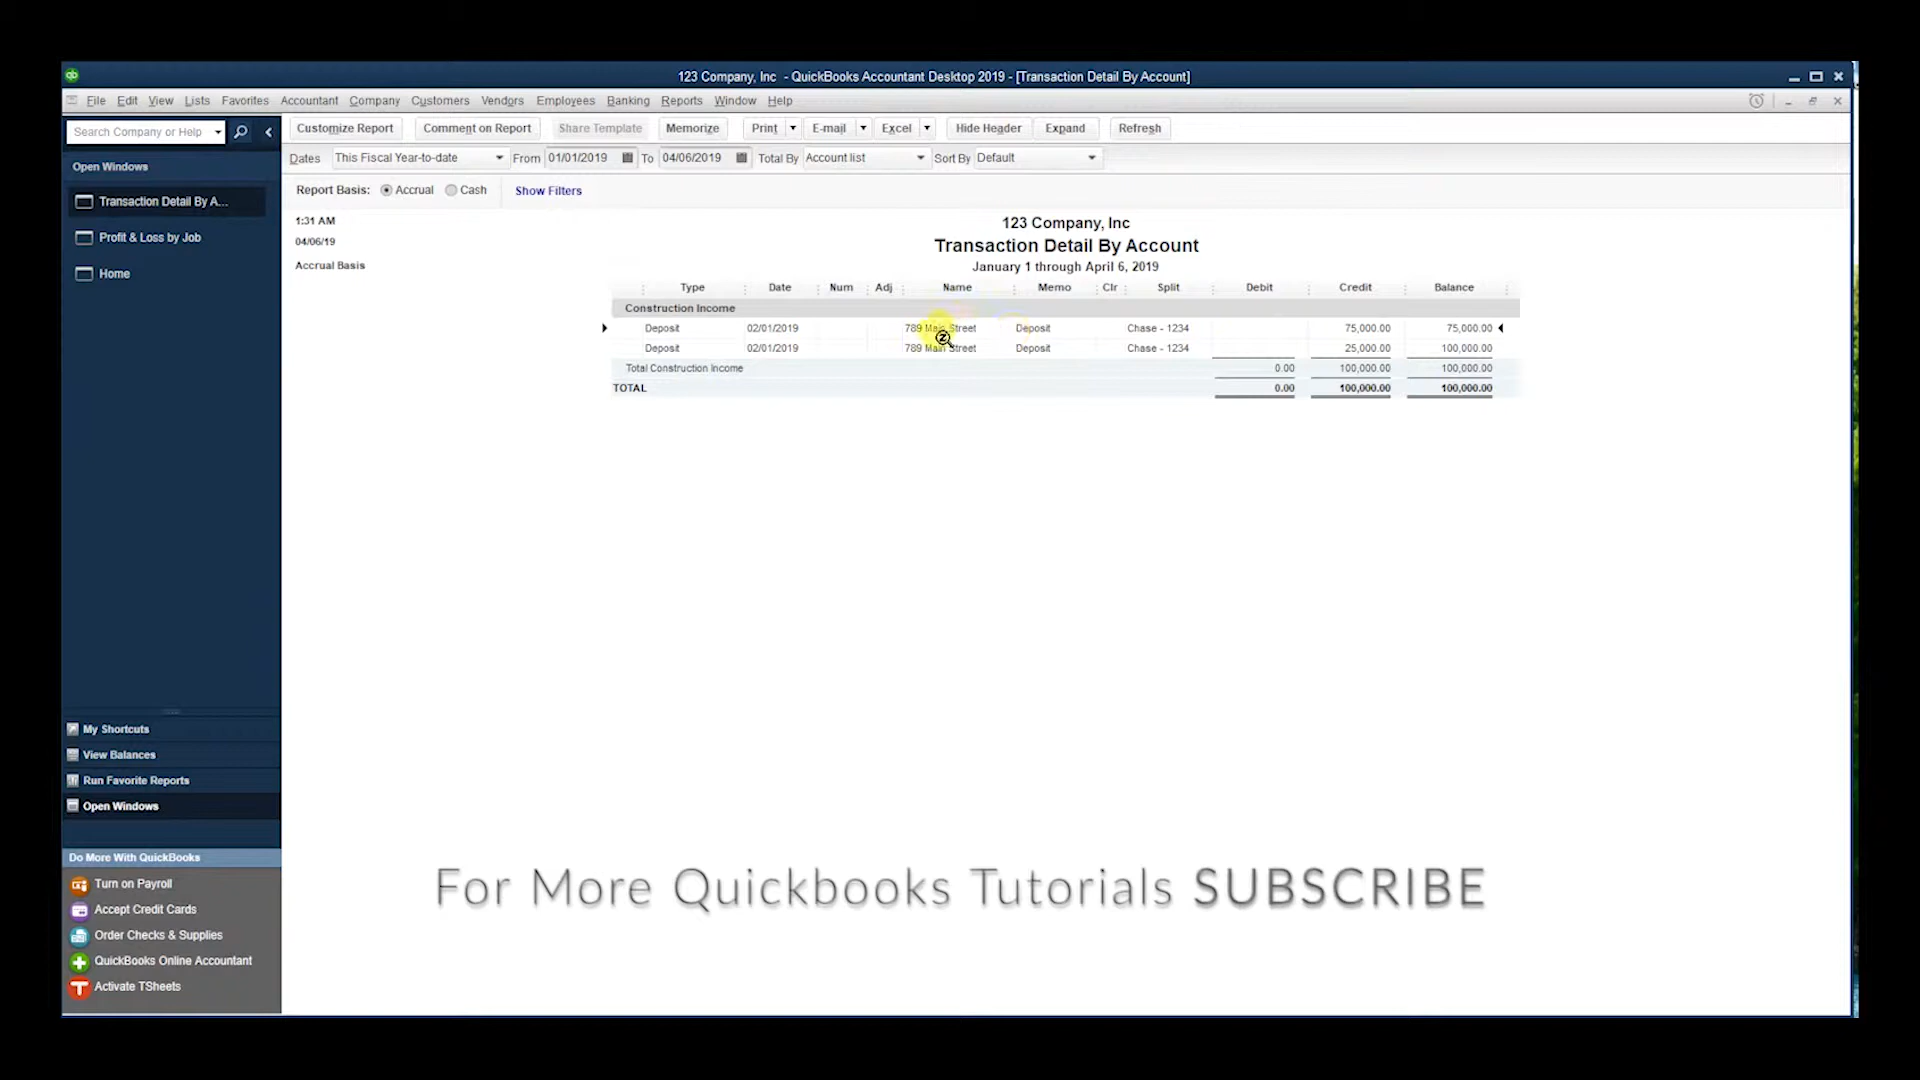 qb
123 Company, Inc - QuickBooks Accountant Desktop 2019 - [Transaction Detail By Account]
File Edit View Lists Favorites Accountant Company Customers Vendors Employees Banking Reports Window Help
Search Company or Help
Customize Report Comment on Report Share Template Memorize Print E-mail Excel Hide Header Expand Refresh
Dates This Fiscal Year-to-date From 01/01/2019 To 04/06/2019 Total By Account list Sort By Default
Report Basis: Accrual Cash Show Filters
Open Windows
Transaction Detail By A...
Profit & Loss by Job
Home
1:31 AM
04/06/19
Accrual Basis
123 Company, Inc
Transaction Detail By Account
January 1 through April 6, 2019
Type Date Num Adj Name Memo Clr Split Debit Credit Balance
Construction Income
Deposit 02/01/2019 789 Main Street Deposit Chase - 1234 75,000.00 75,000.00
Deposit 02/01/2019 789 Main Street Deposit Chase - 1234 25,000.00 100,000.00
Total Construction Income 0.00 100,000.00 100,000.00
TOTAL 0.00 100,000.00 100,000.00
My Shortcuts
View Balances
Run Favorite Reports
Open Windows
Do More With QuickBooks
Turn on Payroll
Accept Credit Cards
Order Checks & Supplies
QuickBooks Online Accountant
Activate TSheets
For More Quickbooks Tutorials SUBSCRIBE